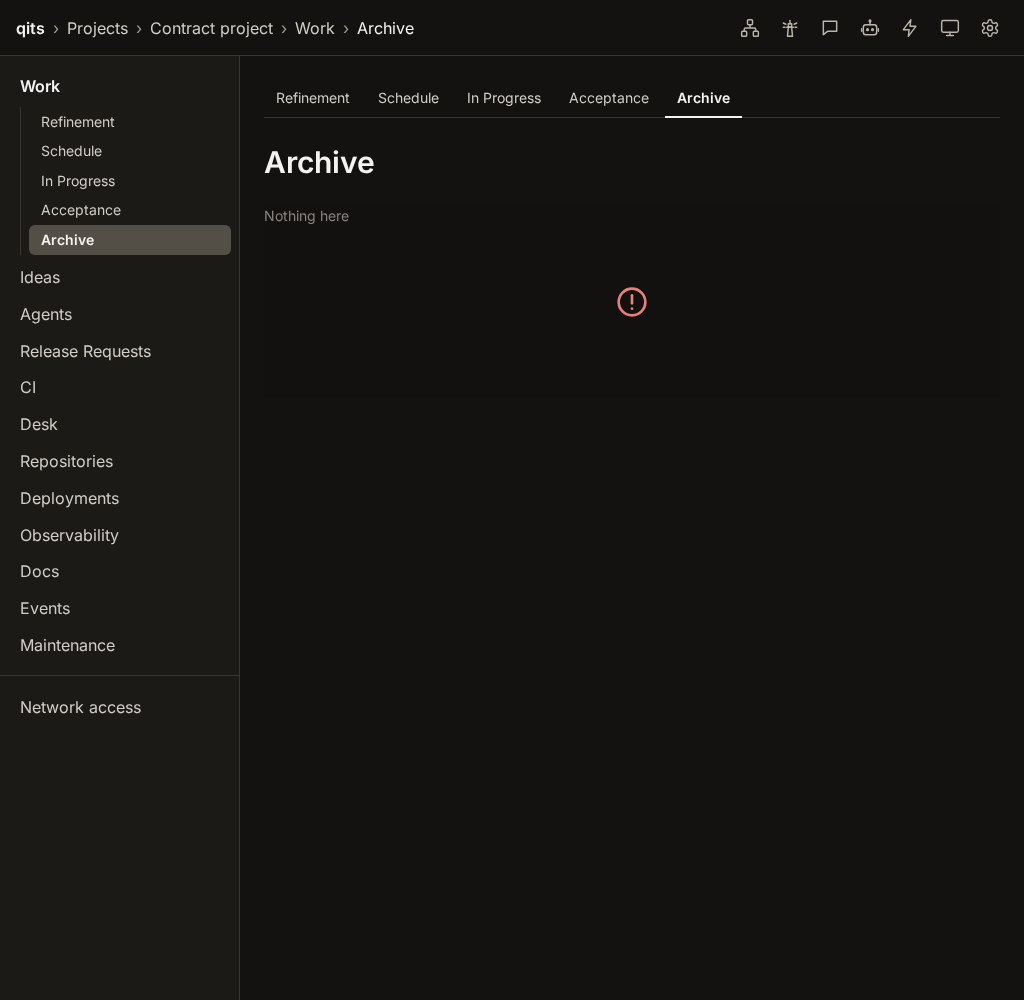 qits › Projects › Contract project › Work › Archive
Work
Refinement
Schedule
In Progress
Acceptance
Archive
Ideas
Agents
Release Requests
CI
Desk
Repositories
Deployments
Observability
Docs
Events
Maintenance
Network access
Refinement Schedule In Progress Acceptance Archive
Archive
Nothing here